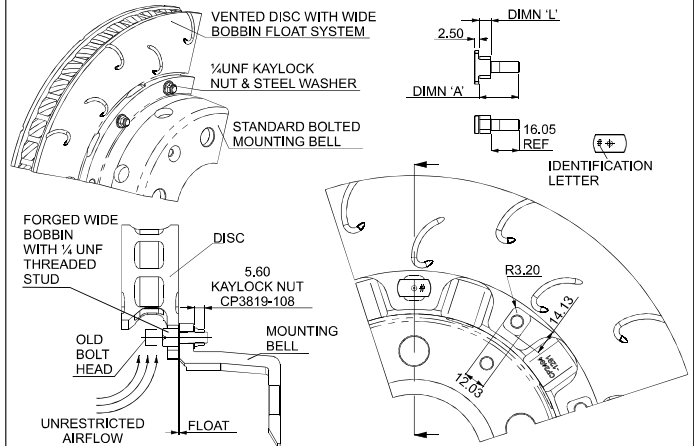 VENTED DISC WITH WIDE
BOBBIN FLOAT SYSTEM
¼UNF KAYLOCK
NUT & STEEL WASHER
STANDARD BOLTED
MOUNTING BELL
DIMN 'L'
2.50
DIMN 'A'
16.05
REF
#
IDENTIFICATION
LETTER
FORGED WIDE
BOBBIN
WITH ¼ UNF
THREADED
STUD
DISC
5.60
KAYLOCK NUT
CP3819-108
MOUNTING
BELL
OLD
BOLT
HEAD
UNRESTRICTED
AIRFLOW
FLOAT
#
R3.20
14.13
12.03
CP2494
-1291